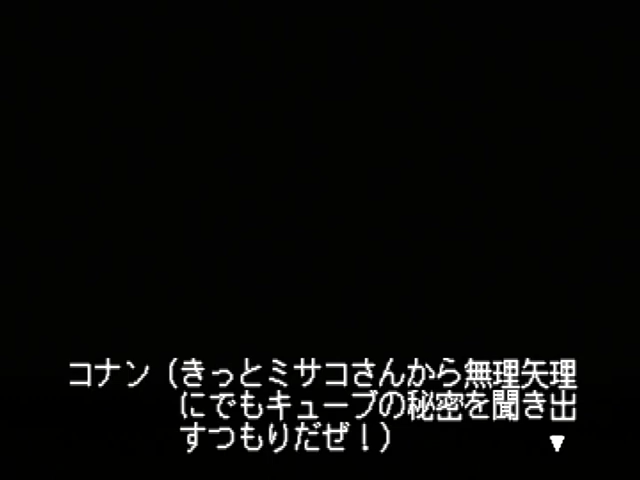 コナン（きっとミサコさんから無理矢理
にでもキューブの秘密を聞き出
すつもりだぜ！）